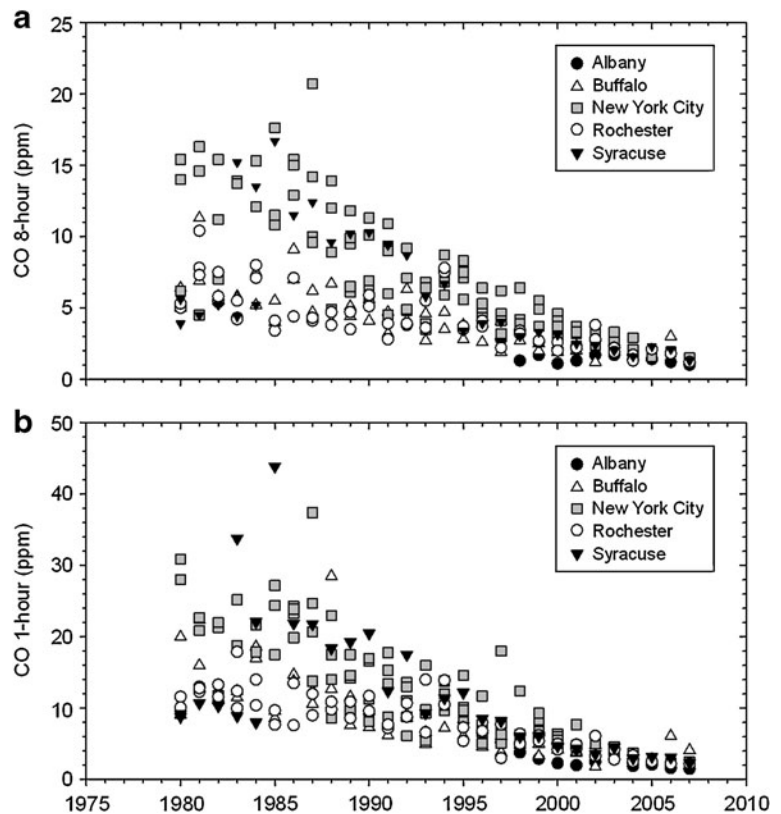 a
25
20
15
10
5
0
CO 8-hour (ppm)
Albany
Buffalo
New York City
Rochester
Syracuse
b
50
40
30
20
10
0
CO 1-hour (ppm)
Albany
Buffalo
New York City
Rochester
Syracuse
1975 1980 1985 1990 1995 2000 2005 2010